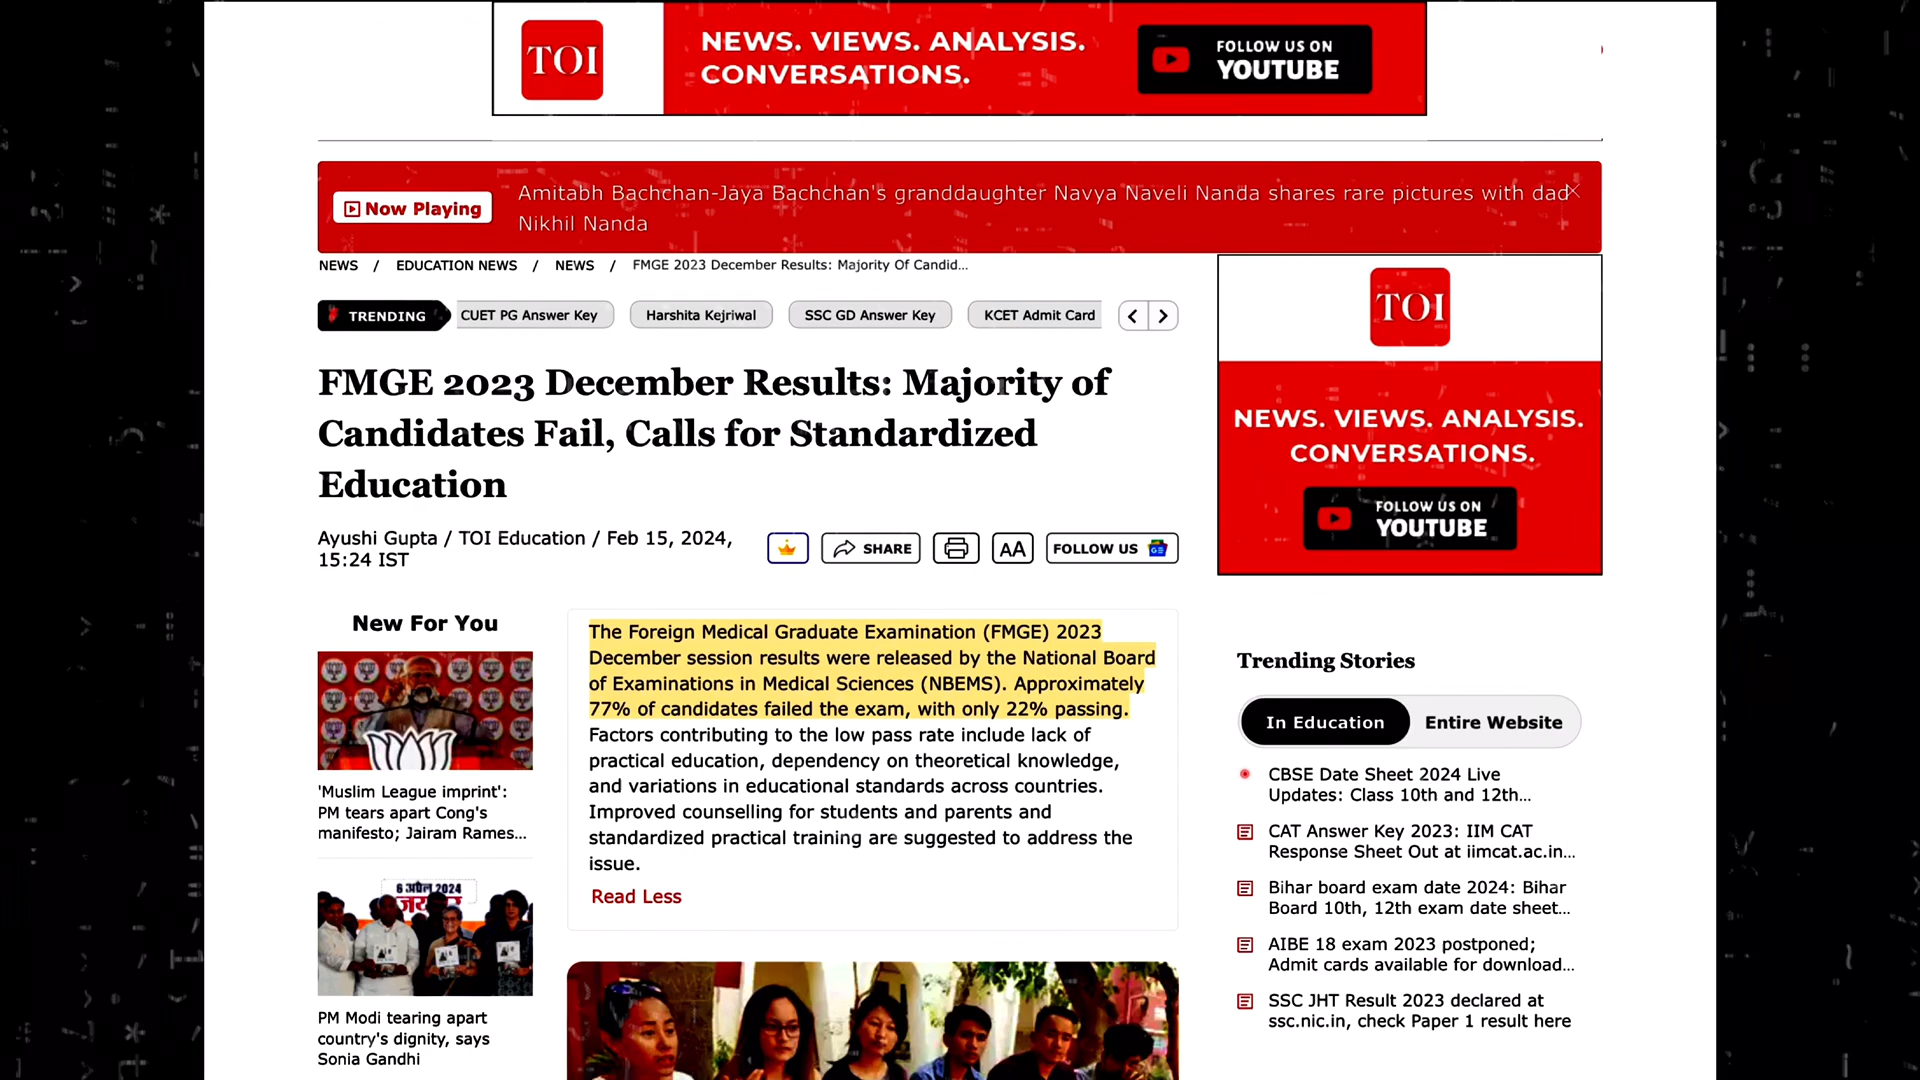 TOI
NEWS. VIEWS. ANALYSIS.
CONVERSATIONS.
FOLLOW US ON
YOUTUBE
Now Playing
Amitabh Bachchan-Jaya Bachchan's granddaughter Navya Naveli Nanda shares rare pictures with dad
Nikhil Nanda
NEWS / EDUCATION NEWS / NEWS / FMGE 2023 December Results: Majority Of Candid...
TRENDING
CUET PG Answer Key
Harshita Kejriwal
SSC GD Answer Key
KCET Admit Card
FMGE 2023 December Results: Majority of
Candidates Fail, Calls for Standardized
Education
Ayushi Gupta / TOI Education / Feb 15, 2024,
15:24 IST
SHARE
AA
FOLLOW US
TOI
NEWS. VIEWS. ANALYSIS.
CONVERSATIONS.
FOLLOW US ON
YOUTUBE
New For You
'Muslim League imprint':
PM tears apart Cong's
manifesto; Jairam Rames...
6 अप्रैल 2024
PM Modi tearing apart
country's dignity, says
Sonia Gandhi
The Foreign Medical Graduate Examination (FMGE) 2023
December session results were released by the National Board
of Examinations in Medical Sciences (NBEMS). Approximately
77% of candidates failed the exam, with only 22% passing.
Factors contributing to the low pass rate include lack of
practical education, dependency on theoretical knowledge,
and variations in educational standards across countries.
Improved counselling for students and parents and
standardized practical training are suggested to address the
issue.
Read Less
Trending Stories
In Education
Entire Website
CBSE Date Sheet 2024 Live
Updates: Class 10th and 12th...
CAT Answer Key 2023: IIM CAT
Response Sheet Out at iimcat.ac.in...
Bihar board exam date 2024: Bihar
Board 10th, 12th exam date sheet...
AIBE 18 exam 2023 postponed;
Admit cards available for download...
SSC JHT Result 2023 declared at
ssc.nic.in, check Paper 1 result here